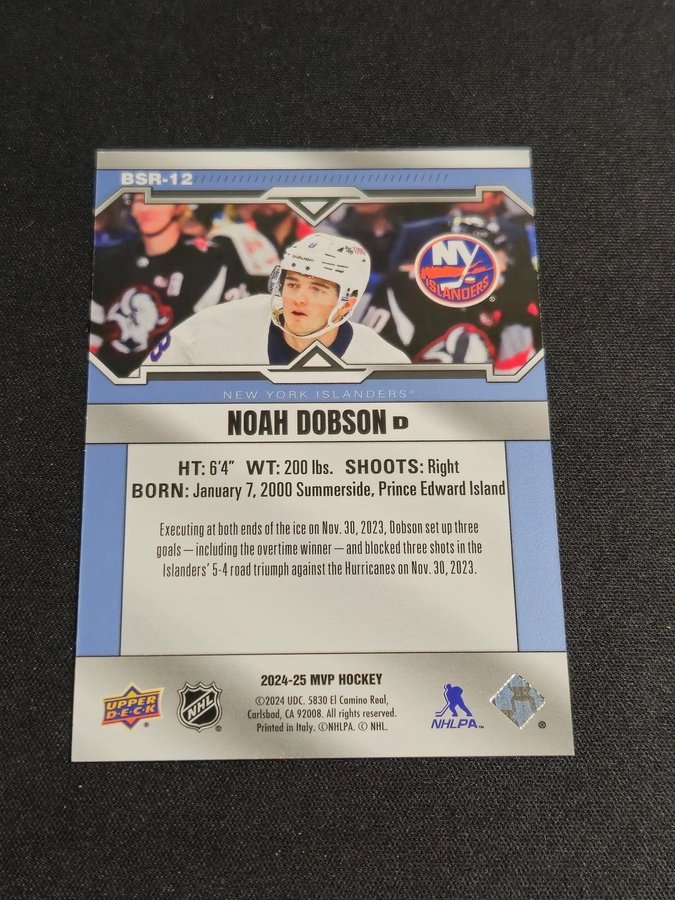 BSR-12
NY
ISLANDERS®
NEW YORK ISLANDERS®
NOAH DOBSON D
HT: 6'4" WT: 200 lbs. SHOOTS: Right
BORN: January 7, 2000 Summerside, Prince Edward Island
Executing at both ends of the ice on Nov. 30, 2023, Dobson set up three
goals — including the overtime winner — and blocked three shots in the
Islanders' 5-4 road triumph against the Hurricanes on Nov. 30, 2023.
2024-25 MVP HOCKEY
©2024 UDC. 5830 El Camino Real,
Carlsbad, CA 92008. All rights reserved.
Printed in Italy. ©NHLPA. © NHL.
UPPER
D·E·C·K®
NHL
NHLPA™
®